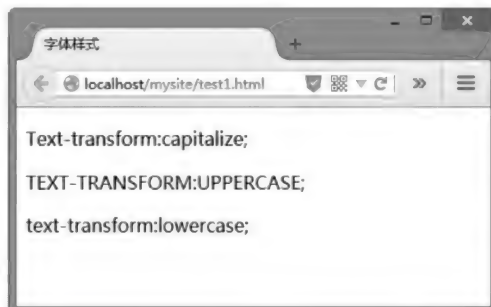 字体样式
localhost/mysite/test1.html
Text-transform:capitalize;
TEXT-TRANSFORM:UPPERCASE;
text-transform:lowercase;